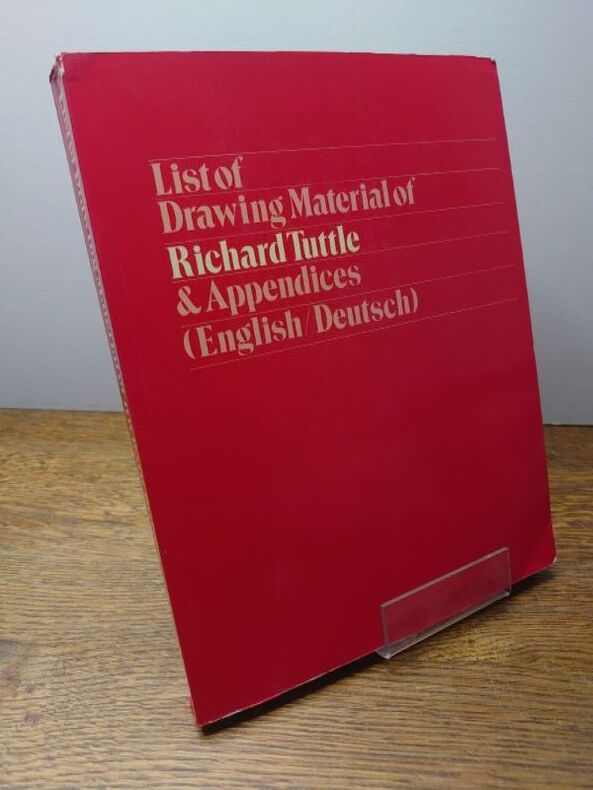 List of
Drawing Material of
Richard Tuttle
& Appendices
(English/Deutsch)